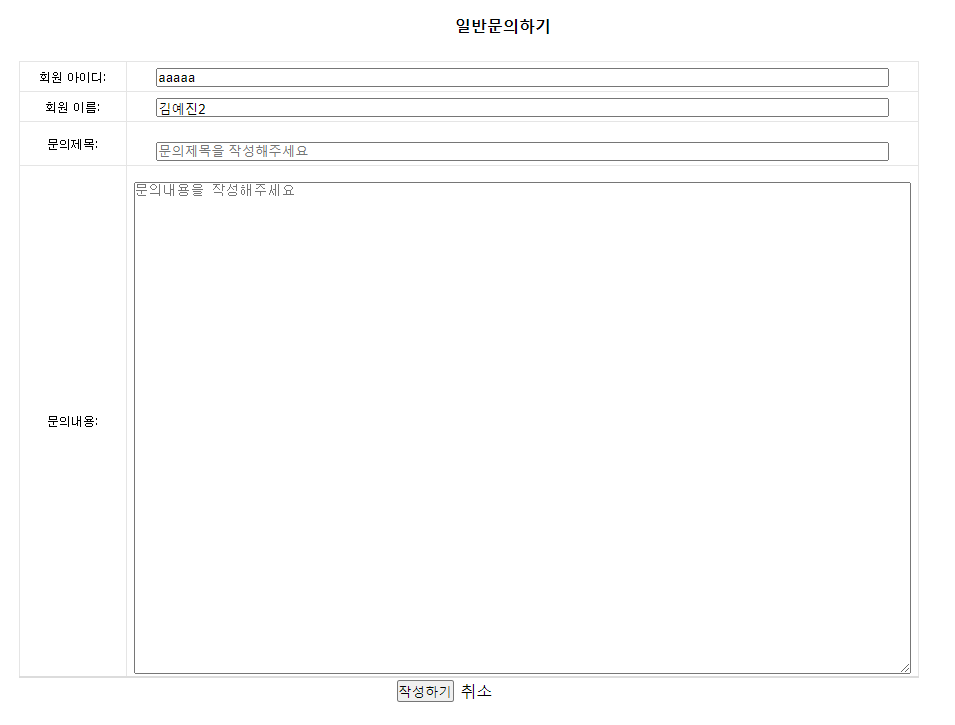 일반문의하기
회원 아이디: aaaaa
회원 이름: 김예진2
문의제목: 문의제목을 작성해주세요
문의내용을 작성해주세요
문의내용:
작성하기 취소